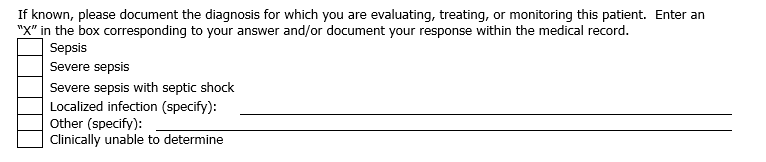 If known, please document the diagnosis for which you are evaluating, treating, or monitoring this patient.  Enter an
"X" in the box corresponding to your answer and/or document your response within the medical record.
Sepsis
Severe sepsis
Severe sepsis with septic shock
Localized infection (specify):
Other (specify):
Clinically unable to determine